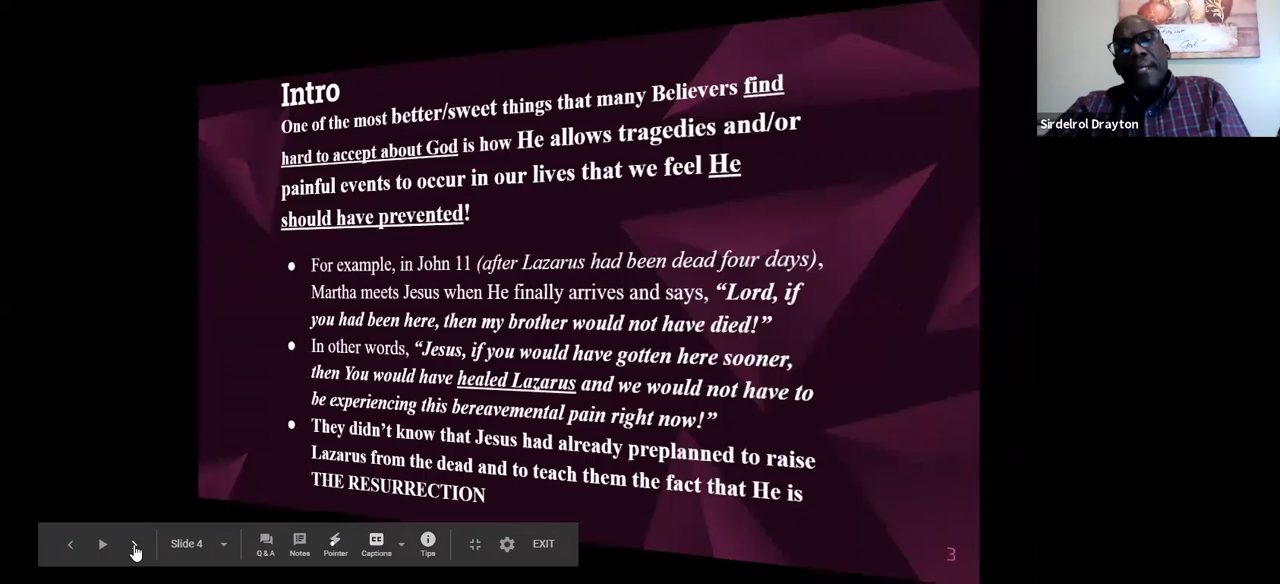 Intro
One of the most better/sweet things that many Believers find
hard to accept about God is how He allows tragedies and/or
painful events to occur in our lives that we feel He
should have prevented!
● For example, in John 11 (after Lazarus had been dead four days),
Martha meets Jesus when He finally arrives and says, “Lord, if
you had been here, then my brother would not have died!”
● In other words, “Jesus, if you would have gotten here sooner,
then You would have healed Lazarus and we would not have to
be experiencing this bereavemental pain right now!”
● They didn’t know that Jesus had already preplanned to raise
Lazarus from the dead and to teach them the fact that He is
THE RESURRECTION
3
Slide 4
Q & A
Notes
Pointer
Captions
Tips
EXIT
Sirdelrol Drayton